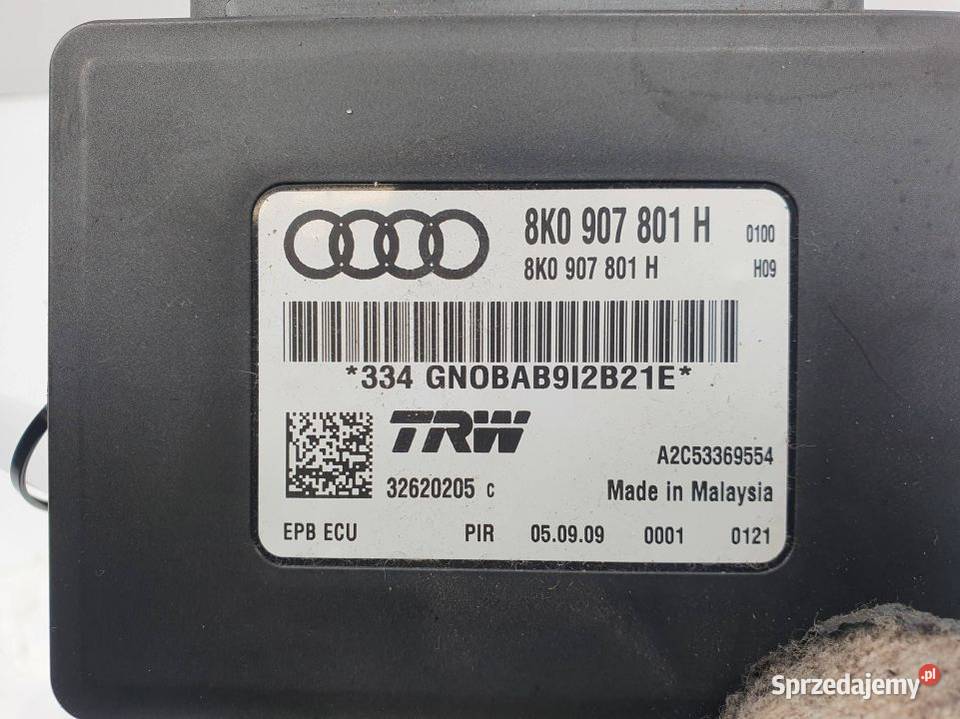 8K0 907 801 H 0100
8K0 907 801 H H09
*334 GNOBAB9I2B21E*
TRW
A2C53369554
32620205 C Made in Malaysia
EPB ECU PIR 05.09.09 0001 0121
Sprzedajemy.pl